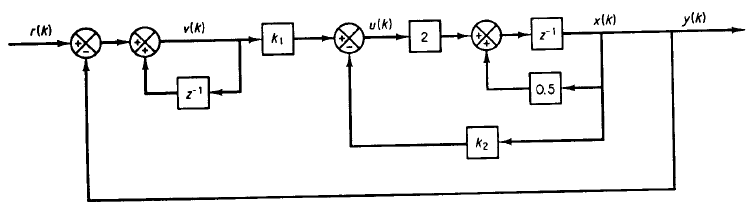 r(k)
+
−
+
+
v(k)
k₁
+
−
u(k)
2
+
+
z⁻¹
x(k)
y(k)
z⁻¹
0.5
k₂